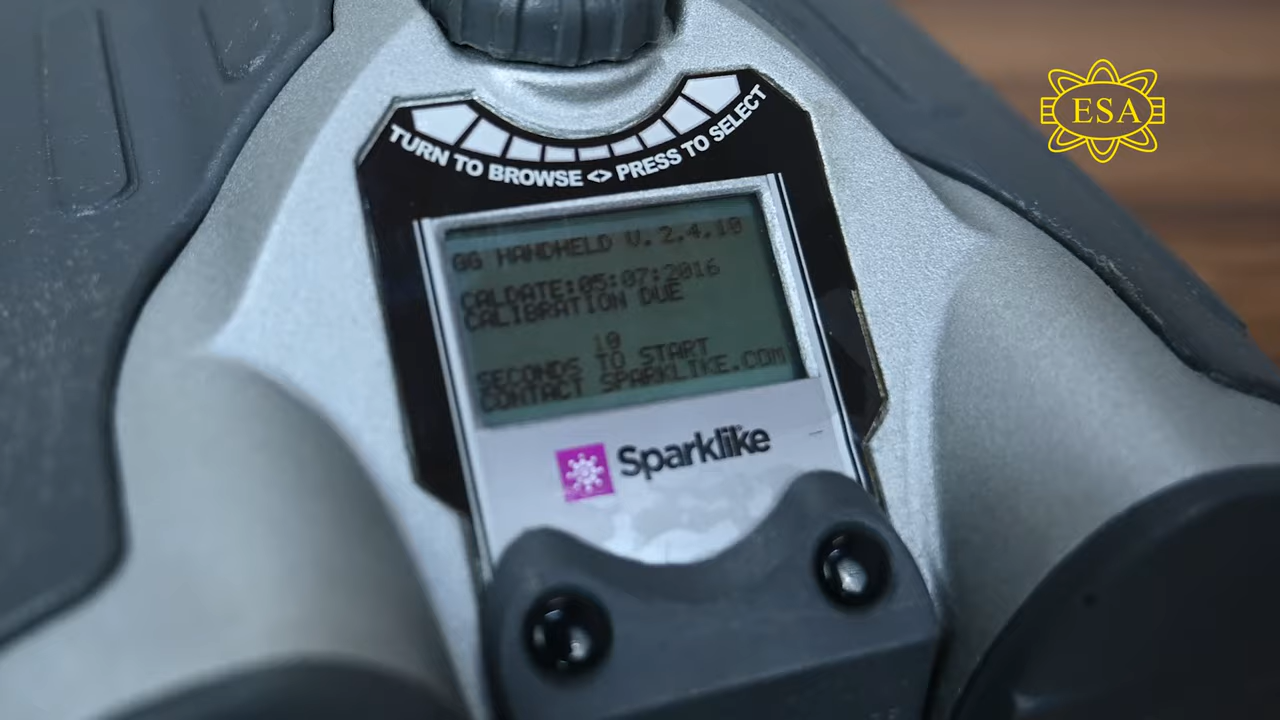 ESA
TURN TO BROWSE <> PRESS TO SELECT
GG HANDHELD V.2.4.10
CALDATE:05:07:2016
CALIBRATION DUE
10
SECONDS TO START
CONTACT SPARKLIKE.COM
Sparklike